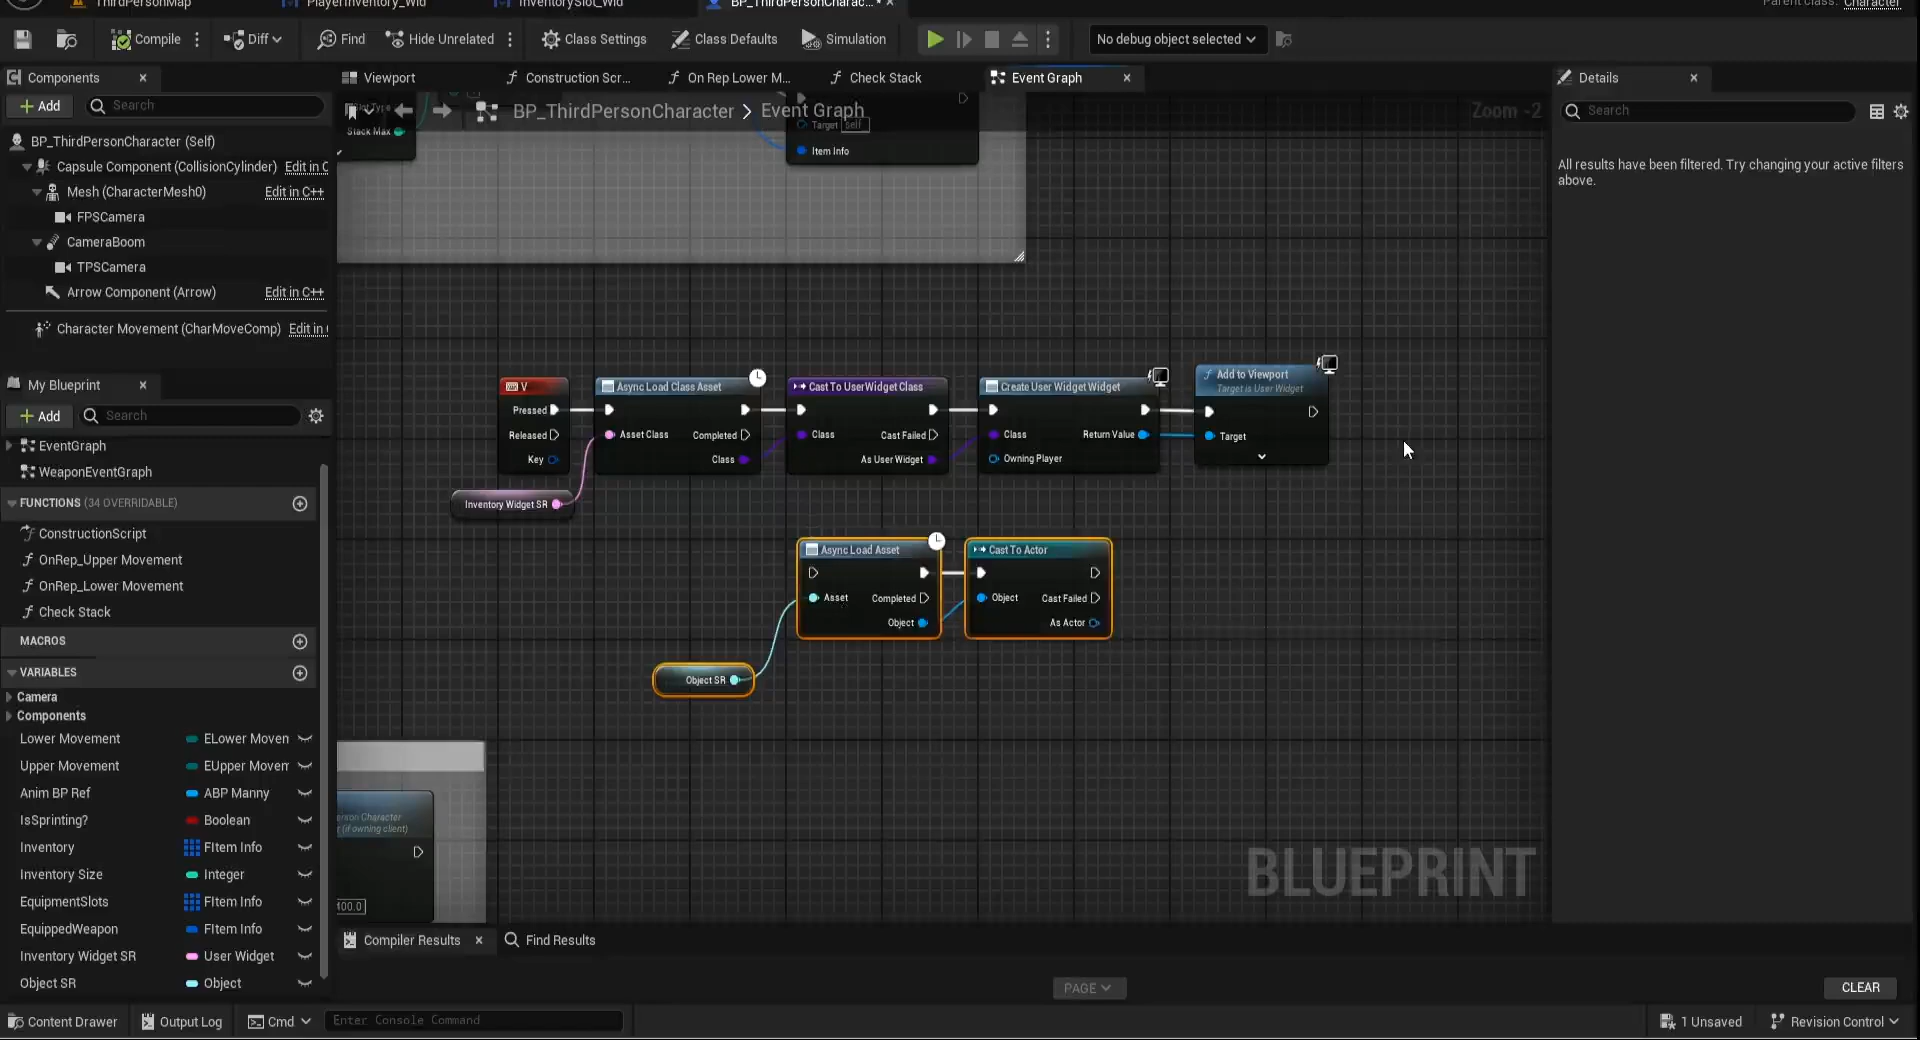 ThirdPersonMap
PlayerInventory_Wid
InventorySlot_Wid
BP_ThirdPersonCharac...*
Parent class: Character
Compile
Diff
Find
Hide Unrelated
Class Settings
Class Defaults
Simulation
No debug object selected
Components
Viewport
Construction Scr...
On Rep Lower M...
Check Stack
Event Graph
Details
Add
Search
BP_ThirdPersonCharacter > Event Graph
Zoom -2
Search
Stack Max
Target self
Item Info
BP_ThirdPersonCharacter (Self)
Capsule Component (CollisionCylinder) Edit in C
Mesh (CharacterMesh0) Edit in C++
FPSCamera
CameraBoom
TPSCamera
Arrow Component (Arrow) Edit in C++
Character Movement (CharMoveComp) Edit in
All results have been filtered. Try changing your active filters
above.
My Blueprint
Add
Search
EventGraph
WeaponEventGraph
FUNCTIONS (34 OVERRIDABLE)
ConstructionScript
OnRep_Upper Movement
OnRep_Lower Movement
Check Stack
MACROS
VARIABLES
Camera
Components
Lower Movement ELower Moven
Upper Movement EUpper Moven
Anim BP Ref ABP Manny
IsSprinting? Boolean
Inventory FItem Info
Inventory Size Integer
EquipmentSlots FItem Info
EquippedWeapon FItem Info
Inventory Widget SR User Widget
Object SR Object
V
Pressed
Released
Key
Inventory Widget SR
Async Load Class Asset
Asset Class Completed
Class
Cast To UserWidget Class
Class Cast Failed
As User Widget
Create User Widget Widget
Class Return Value
Owning Player
Add to Viewport
Target is User Widget
Target
Async Load Asset
Asset Completed
Object
Cast To Actor
Object Cast Failed
As Actor
Object SR
erson Character
(if owning client)
400.0
BLUEPRINT
Compiler Results
Find Results
PAGE
CLEAR
Content Drawer
Output Log
Cmd
Enter Console Command
1 Unsaved
Revision Control